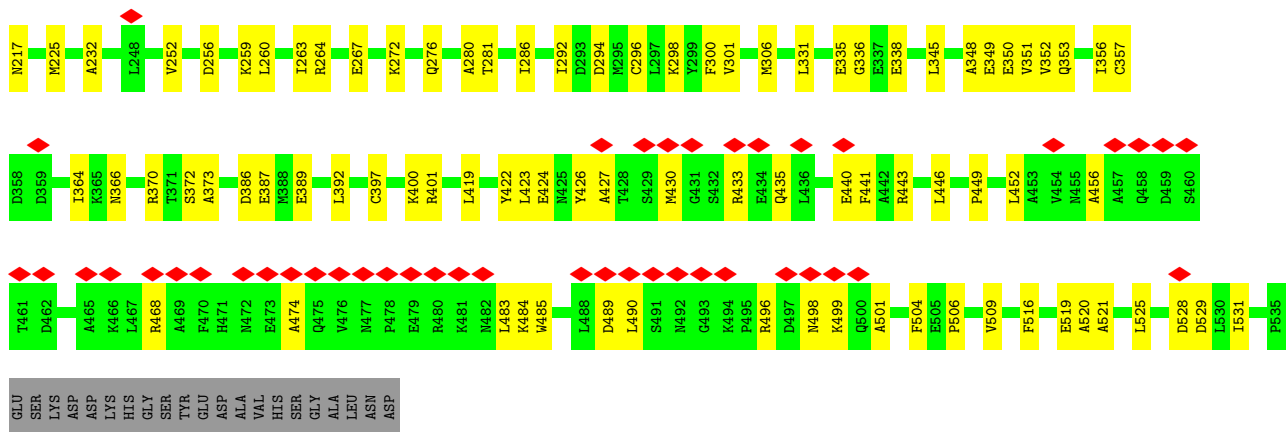 N217 M225 A232 L248 V252 D256 K259 L260 I263 R264 E267 K272 Q276 A280 T281 I286 I292 D293 D294 M295 C296 L297 K298 Y299 F300 V301 M306 L331 E335 G336 E337 E338 L345 A348 E349 E350 V351 V352 Q353 I356 C357
D358 D359 I364 K365 N366 R370 T371 S372 A373 D386 E387 M388 E389 L392 C397 K400 R401 L419 Y422 L423 E424 N425 Y426 A427 T428 S429 M430 G431 S432 R433 E434 Q435 L436 E440 F441 A442 R443 L446 P449 L452 A453 V454 N455 A456 A457 Q458 D459 S460
T461 D462 A465 K466 L467 R468 A469 F470 H471 N472 E473 A474 Q475 V476 N477 P478 E479 R480 K481 N482 L483 K484 W485 L488 D489 L490 S491 N492 G493 K494 P495 R496 D497 N498 K499 Q500 A501 F504 E505 P506 V509 F516 E519 A520 A521 L525 D528 D529 L530 I531 P535
GLU SER LYS ASP ASP LYS HIS GLY SER TYR GLU ASP ALA VAL HIS SER GLY ALA LEU ASN ASP